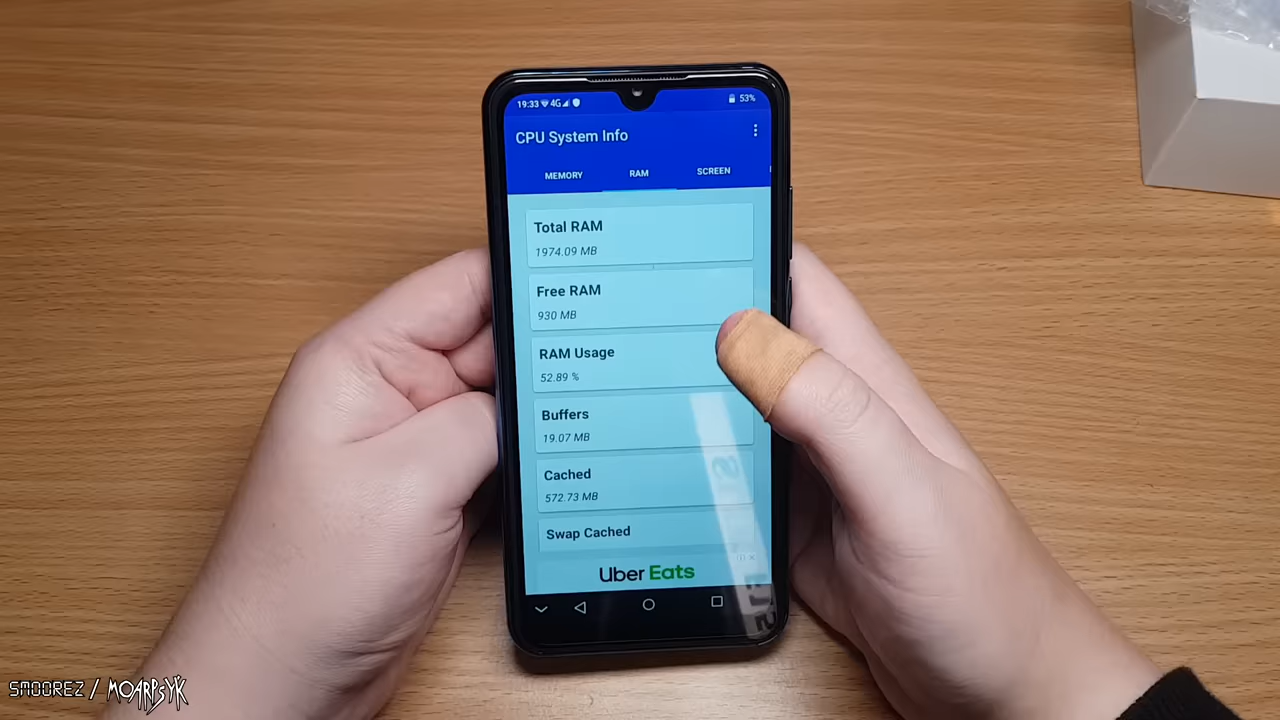 19:33 4G 53%
CPU System Info
MEMORY RAM SCREEN
Total RAM
1974.09 MB
Free RAM
930 MB
RAM Usage
52.89 %
Buffers
19.07 MB
Cached
572.73 MB
Swap Cached
Uber Eats
SMOOREZ / MOARPSYK